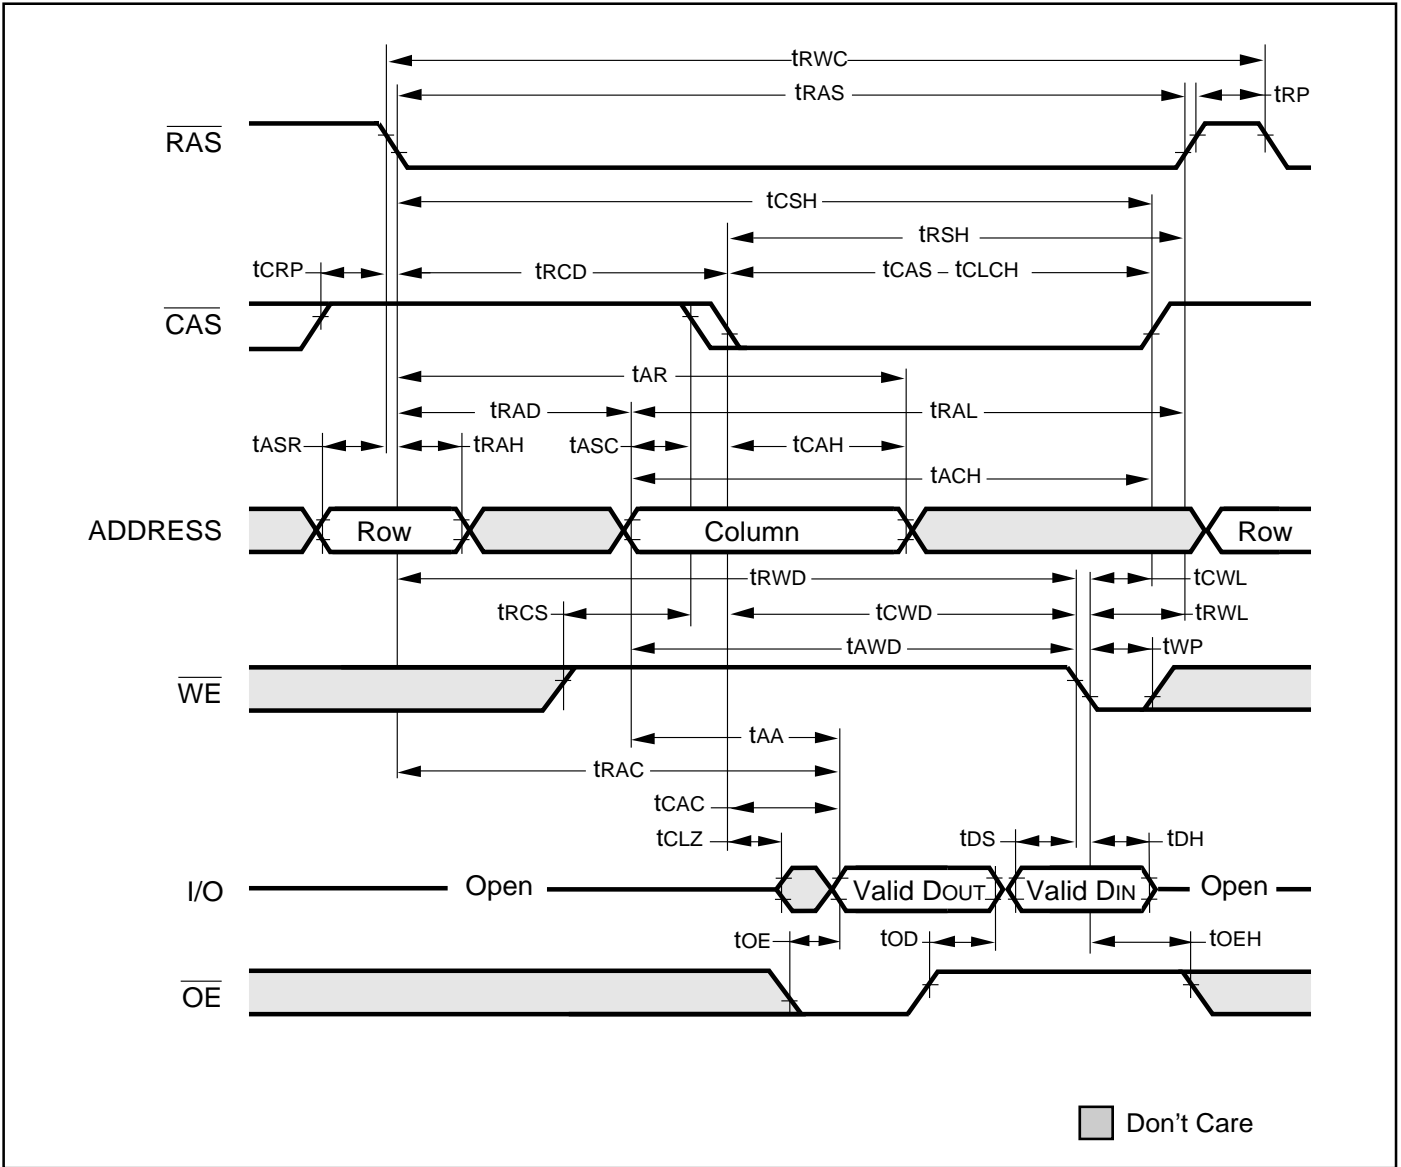 tRWC
tRAS
tRP
RAS
tCSH
tRSH
tCRP
tRCD
tCAS – tCLCH
CAS
tAR
tRAD
tRAL
tASR
tRAH
tASC
tCAH
tACH
ADDRESS
Row
Column
Row
tRWD
tCWL
tRCS
tCWD
tRWL
tAWD
tWP
WE
tAA
tRAC
tCAC
tCLZ
tDS
tDH
I/O
Open
Valid DOUT
Valid DIN
Open
tOE
tOD
tOEH
OE
Don't Care